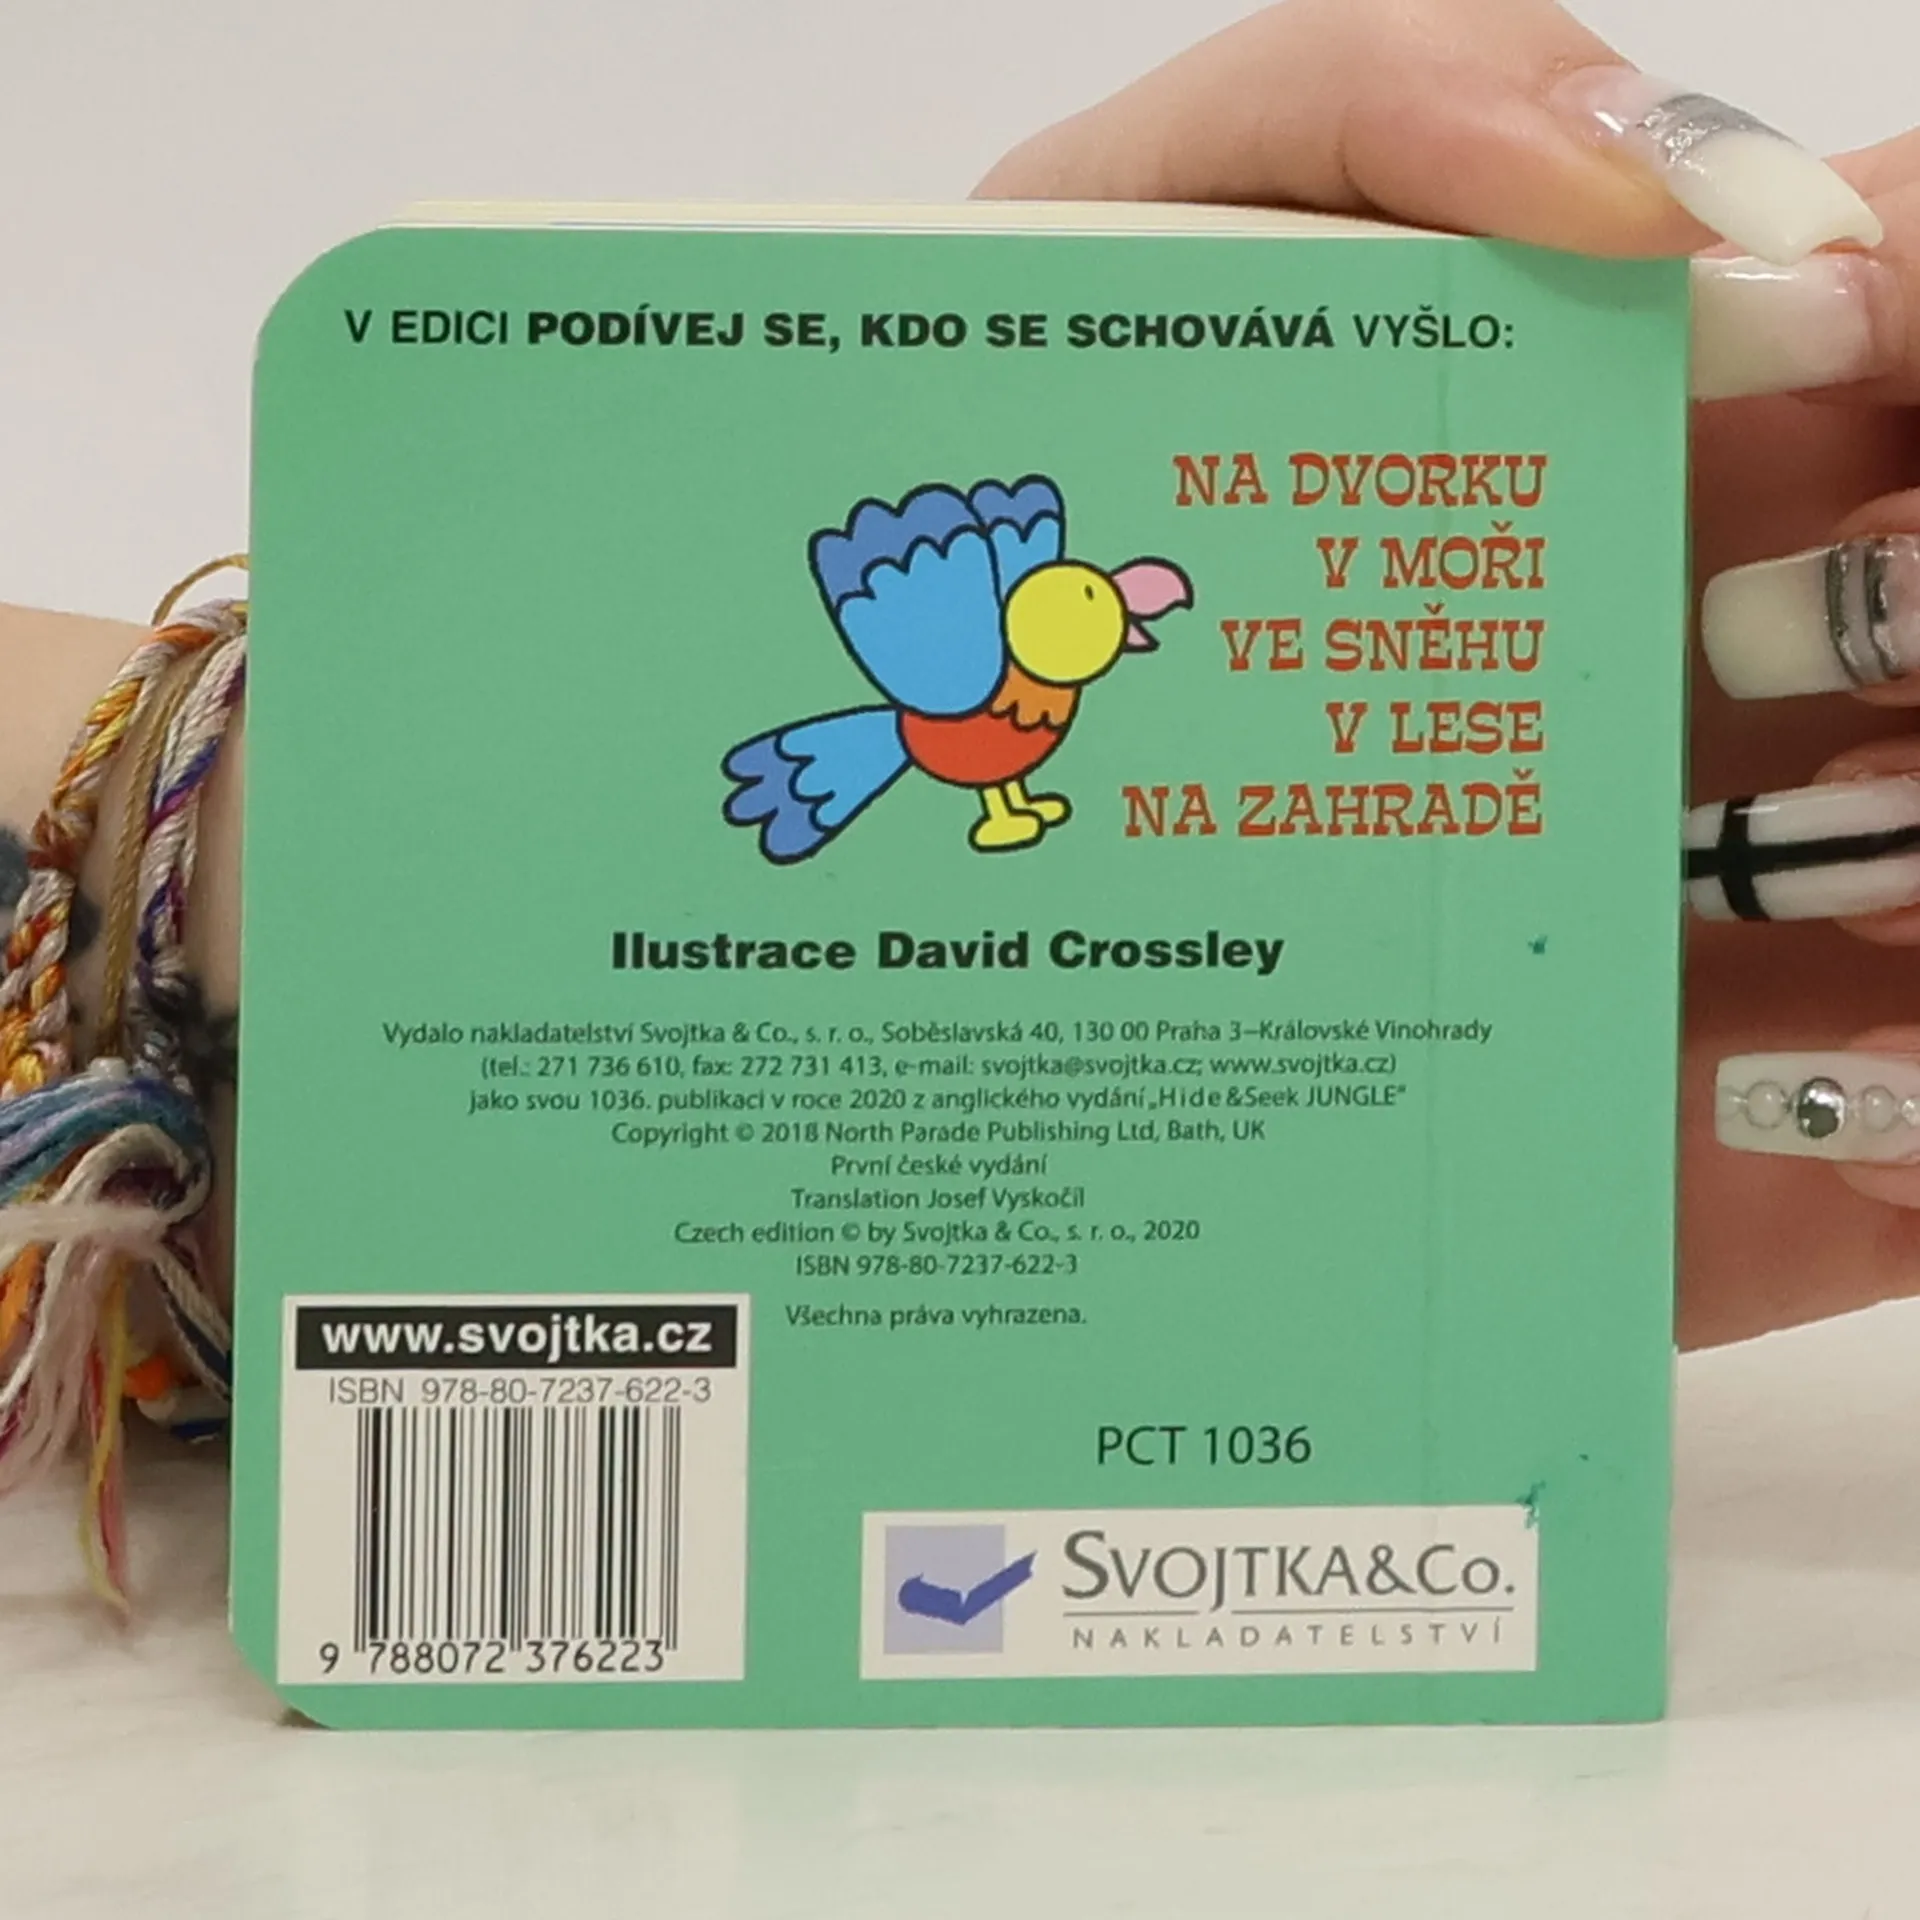 V EDICI PODÍVEJ SE, KDO SE SCHOVÁVÁ VYŠLO:
NA DVORKU
V MOŘI
VE SNĚHU
V LESE
NA ZAHRADĚ
Ilustrace David Crossley
Vydalo nakladatelství Svojtka & Co., s. r. o., Soběslavská 40, 130 00 Praha 3–Královské Vinohrady
(tel.: 271 736 610, fax: 272 731 413, e-mail: svojtka@svojtka.cz; www.svojtka.cz)
jako svou 1036. publikaci v roce 2020 z anglického vydání „Hide &Seek JUNGLE“
Copyright © 2018 North Parade Publishing Ltd, Bath, UK
První české vydání
Translation Josef Vyskočil
Czech edition © by Svojtka & Co., s. r. o., 2020
ISBN 978-80-7237-622-3
Všechna práva vyhrazena.
www.svojtka.cz
ISBN 978-80-7237-622-3
9 788072 376223
PCT 1036
SVOJTKA&CO.
NAKLADATELSTVÍ